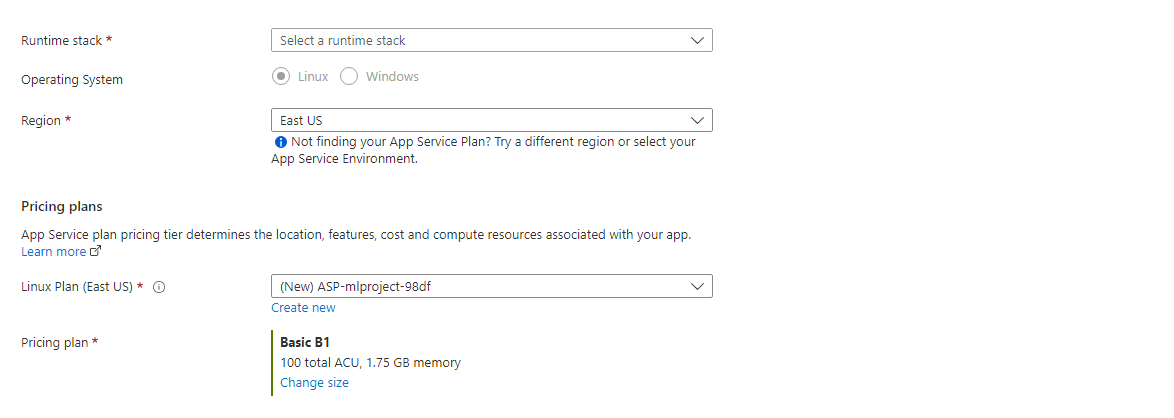 Runtime stack *
Select a runtime stack
Operating System
Linux
Windows
Region *
East US
Not finding your App Service Plan? Try a different region or select your
App Service Environment.
Pricing plans
App Service plan pricing tier determines the location, features, cost and compute resources associated with your app.
Learn more
Linux Plan (East US) *
(New) ASP-mlproject-98df
Create new
Pricing plan *
Basic B1
100 total ACU, 1.75 GB memory
Change size